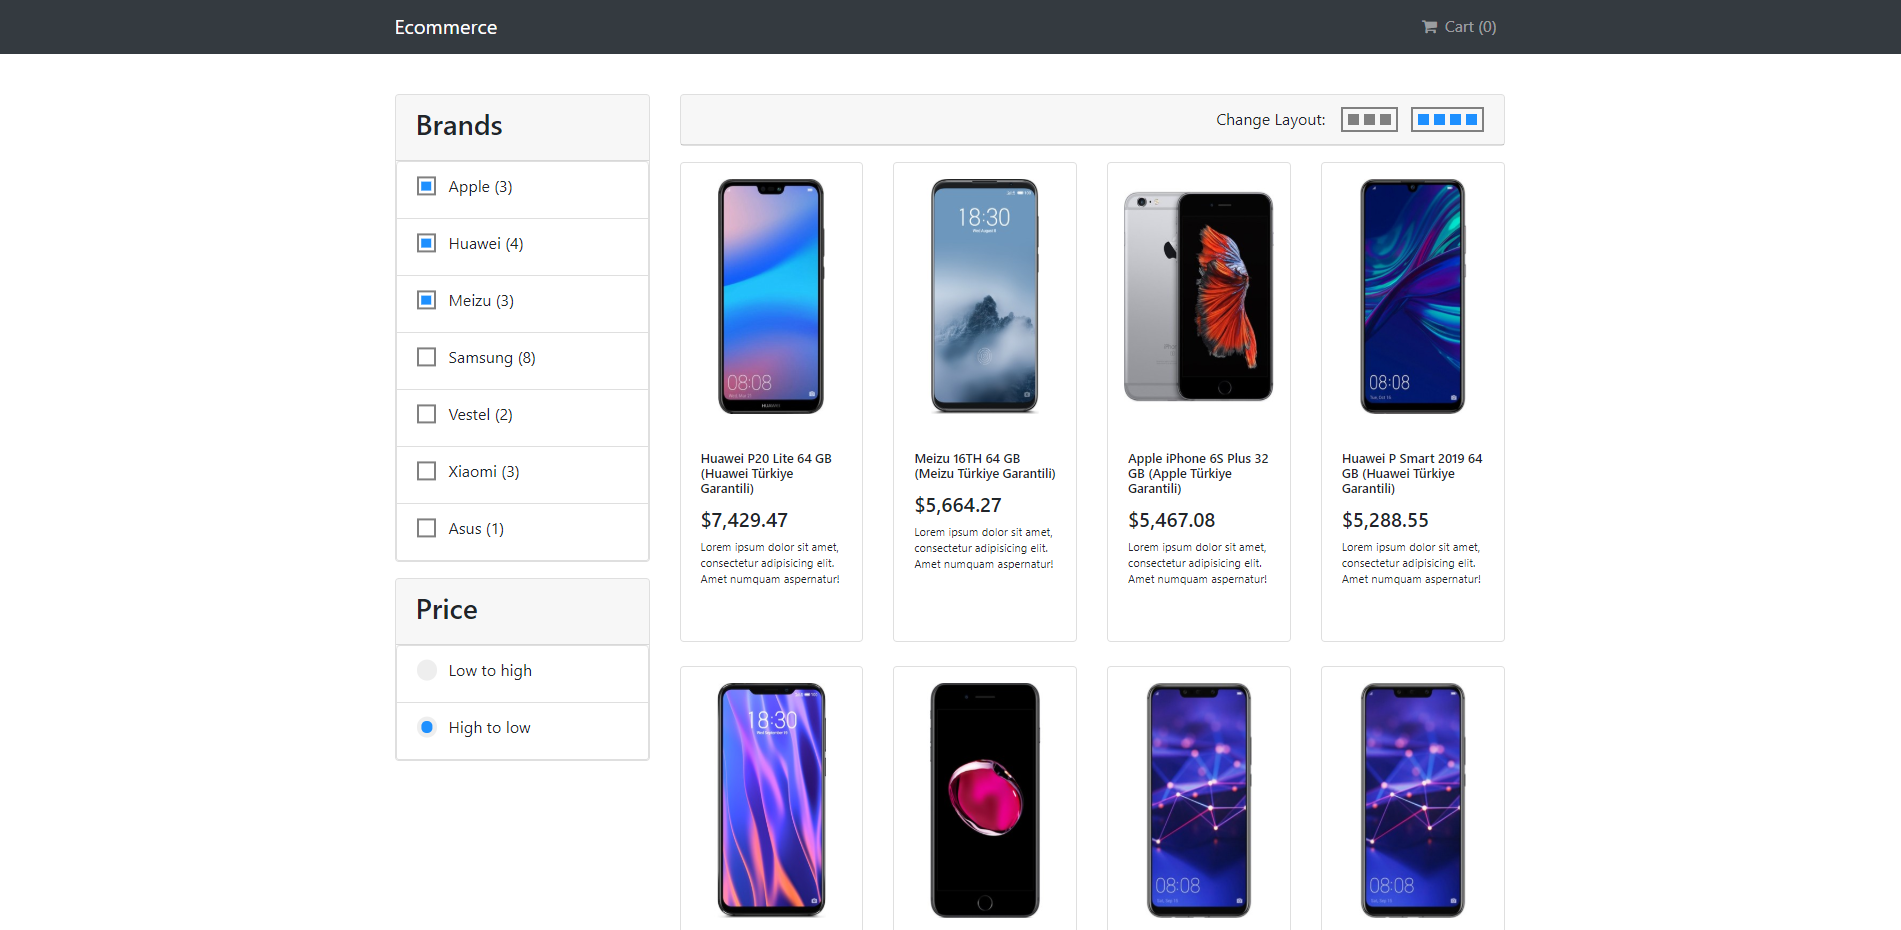 Ecommerce
Cart (0)
Brands
Apple (3)
Huawei (4)
Meizu (3)
Samsung (8)
Vestel (2)
Xiaomi (3)
Asus (1)
Price
Low to high
High to low
Change Layout:
08:08
HUAWEI
Huawei P20 Lite 64 GB
(Huawei Türkiye
Garantili)
$7,429.47
Lorem ipsum dolor sit amet,
consectetur adipisicing elit.
Amet numquam aspernatur!
18:30
Meizu 16TH 64 GB
(Meizu Türkiye Garantili)
$5,664.27
Lorem ipsum dolor sit amet,
consectetur adipisicing elit.
Amet numquam aspernatur!
Apple iPhone 6S Plus 32
GB (Apple Türkiye
Garantili)
$5,467.08
Lorem ipsum dolor sit amet,
consectetur adipisicing elit.
Amet numquam aspernatur!
08:08
Huawei P Smart 2019 64
GB (Huawei Türkiye
Garantili)
$5,288.55
Lorem ipsum dolor sit amet,
consectetur adipisicing elit.
Amet numquam aspernatur!
18:30
08:08
08:08